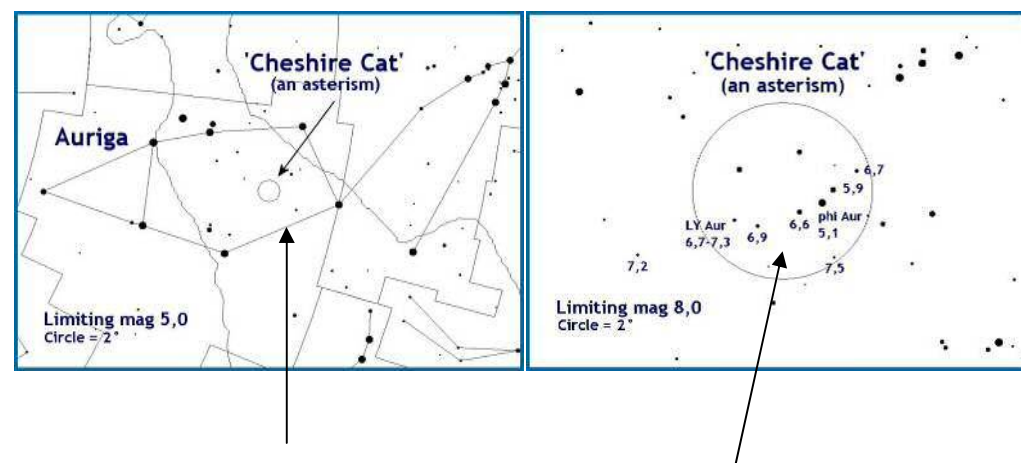 'Cheshire Cat'
(an asterism)
Auriga
Limiting mag 5,0
Circle = 2°
'Cheshire Cat'
(an asterism)
6,7
5,9
LY Aur
6,7-7,3
6,9
6,6
phi Aur
5,1
7,2
7,5
Limiting mag 8,0
Circle = 2°